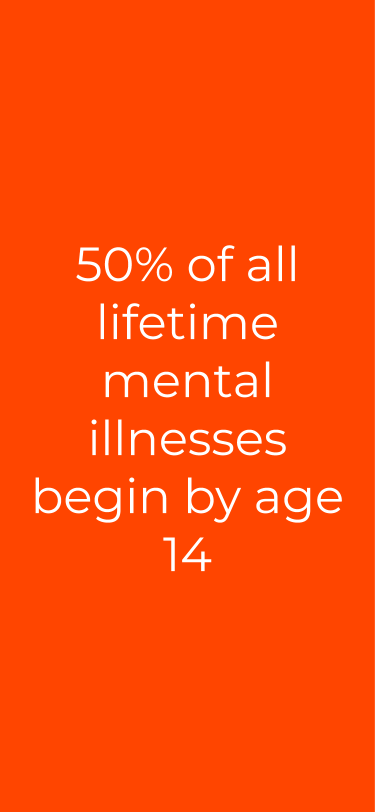 50% of all
lifetime
mental
illnesses
begin by age
14